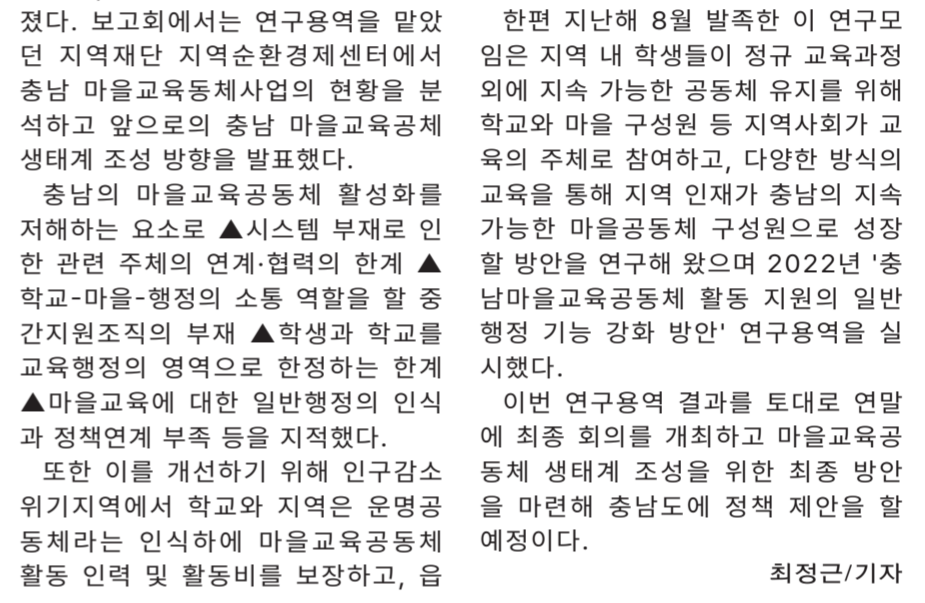 졌다. 보고회에서는 연구용역을 맡았
던 지역재단 지역순환경제센터에서
충남 마을교육동체사업의 현황을 분
석하고 앞으로의 충남 마을교육공체
생태계 조성 방향을 발표했다.
충남의 마을교육공동체 활성화를
저해하는 요소로 ▲시스템 부재로 인
한 관련 주체의 연계·협력의 한계 ▲
학교-마을-행정의 소통 역할을 할 중
간지원조직의 부재 ▲학생과 학교를
교육행정의 영역으로 한정하는 한계
▲마을교육에 대한 일반행정의 인식
과 정책연계 부족 등을 지적했다.
또한 이를 개선하기 위해 인구감소
위기지역에서 학교와 지역은 운명공
동체라는 인식하에 마을교육공동체
활동 인력 및 활동비를 보장하고, 읍
한편 지난해 8월 발족한 이 연구모
임은 지역 내 학생들이 정규 교육과정
외에 지속 가능한 공동체 유지를 위해
학교와 마을 구성원 등 지역사회가 교
육의 주체로 참여하고, 다양한 방식의
교육을 통해 지역 인재가 충남의 지속
가능한 마을공동체 구성원으로 성장
할 방안을 연구해 왔으며 2022년 '충
남마을교육공동체 활동 지원의 일반
행정 기능 강화 방안' 연구용역을 실
시했다.
이번 연구용역 결과를 토대로 연말
에 최종 회의를 개최하고 마을교육공
동체 생태계 조성을 위한 최종 방안
을 마련해 충남도에 정책 제안을 할
예정이다.
최정근/기자